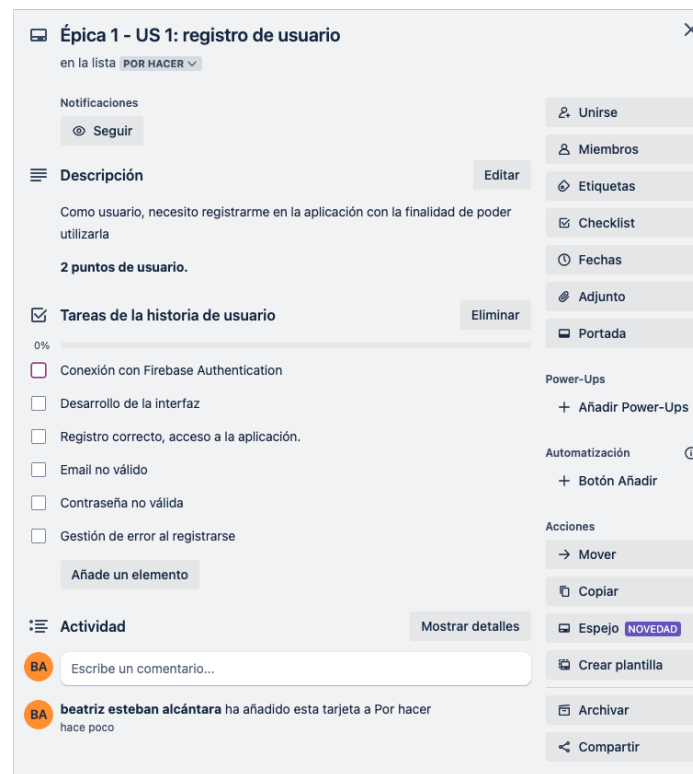 Épica 1 - US 1: registro de usuario
en la lista POR HACER
Notificaciones
Seguir
Descripción
Editar
Como usuario, necesito registrarme en la aplicación con la finalidad de poder
utilizarla
2 puntos de usuario.
Tareas de la historia de usuario
Eliminar
0%
Conexión con Firebase Authentication
Desarrollo de la interfaz
Registro correcto, acceso a la aplicación.
Email no válido
Contraseña no válida
Gestión de error al registrarse
Añade un elemento
Actividad
Mostrar detalles
BA
Escribe un comentario...
BA
beatriz esteban alcántara ha añadido esta tarjeta a Por hacer
hace poco
Unirse
Miembros
Etiquetas
Checklist
Fechas
Adjunto
Portada
Power-Ups
+ Añadir Power-Ups
Automatización
+ Botón Añadir
Acciones
Mover
Copiar
Espejo NOVEDAD
Crear plantilla
Archivar
Compartir